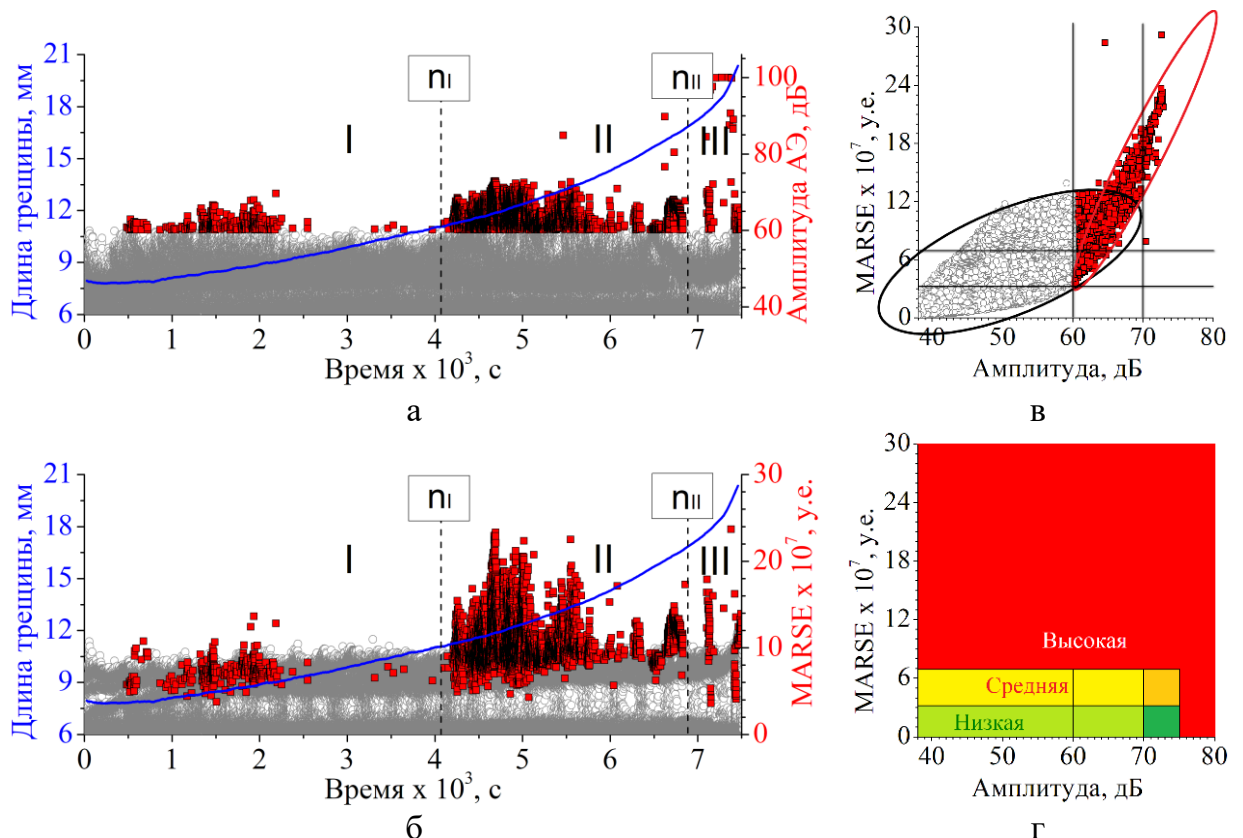 Длина трещины, мм
21
18
15
12
9
6
n I
n II
I
II
III
100
80
60
40
Амплитуда АЭ, дБ
0 1 2 3 4 5 6 7
Время x 10³, с
а
MARSE x 10⁷, у.е.
30
24
18
12
6
0
40 50 60 70 80
Амплитуда, дБ
в
Длина трещины, мм
21
18
15
12
9
6
n I
n II
I
II
III
30
20
10
0
MARSE x 10⁷, у.е.
0 1 2 3 4 5 6 7
Время x 10³, с
б
MARSE x 10⁷, у.е.
30
24
18
12
6
0
Высокая
Средняя
Низкая
40 50 60 70 80
Амплитуда, дБ
г